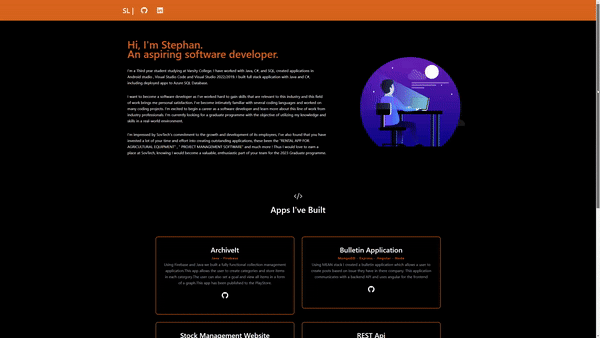 SL |
Hi, I'm Stephan.
An aspiring software developer.
I'm a Third year student studying at Varsity College. I have worked with Java, C#, and SQL, created applications in
Android studio , Visual Studio Code and Visual Studio 2022/2019. I built full stack application with Java and C#,
including deployed apps to Azure SQL Database.
I want to become a software developer as I've worked hard to gain skills that are relevant to this industry and this field
of work brings me personal satisfaction. I've become intimately familiar with several coding languages and worked on
many coding projects. I'm excited to begin a career as software developer and learn more about this line of work from
industry professionals. I'm currently looking for a graduate programme with the objective of utilizing my knowledge and
skills in a real-world environment.
I'm impressed by SovTech's commitment to the growth and development of its employees, I've also found that you have
invested a lot of your time and effort into creating outstanding applications, these been the "RENTAL APP FOR
AGRICULTURAL EQUIPMENT" , " PROJECT MANAGEMENT SOFTWARE" and much more ! Thus I would love to earn a
place at SovTech, knowing I would become a valuable, enthusiastic part of your team for the 2023 Graduate programme.
</>
Apps I've Built
ArchiveIt
Java - Firebase
Using Firebase and Java we built a fully functional collection management
application.This app allows the user to create categories and store items
in each category.The user can also set a goal and view all items in a form
of a graph.This app has been published to the PlayStore
Bulletin Application
MongoDB - Express - Angular - Node
Using MEAN stack I created a bulletin application which allows a user to
create posts based on issue they have in there company. This application
communicates with a backend API and uses angular for the frontend
Stock Management Website
REST Api